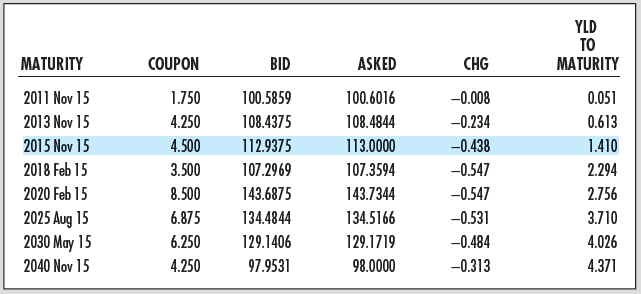 YLD
TO
MATURITY COUPON BID ASKED CHG MATURITY
2011 Nov 15 1.750 100.5859 100.6016 –0.008 0.051
2013 Nov 15 4.250 108.4375 108.4844 –0.234 0.613
2015 Nov 15 4.500 112.9375 113.0000 –0.438 1.410
2018 Feb 15 3.500 107.2969 107.3594 –0.547 2.294
2020 Feb 15 8.500 143.6875 143.7344 –0.547 2.756
2025 Aug 15 6.875 134.4844 134.5166 –0.531 3.710
2030 May 15 6.250 129.1406 129.1719 –0.484 4.026
2040 Nov 15 4.250 97.9531 98.0000 –0.313 4.371